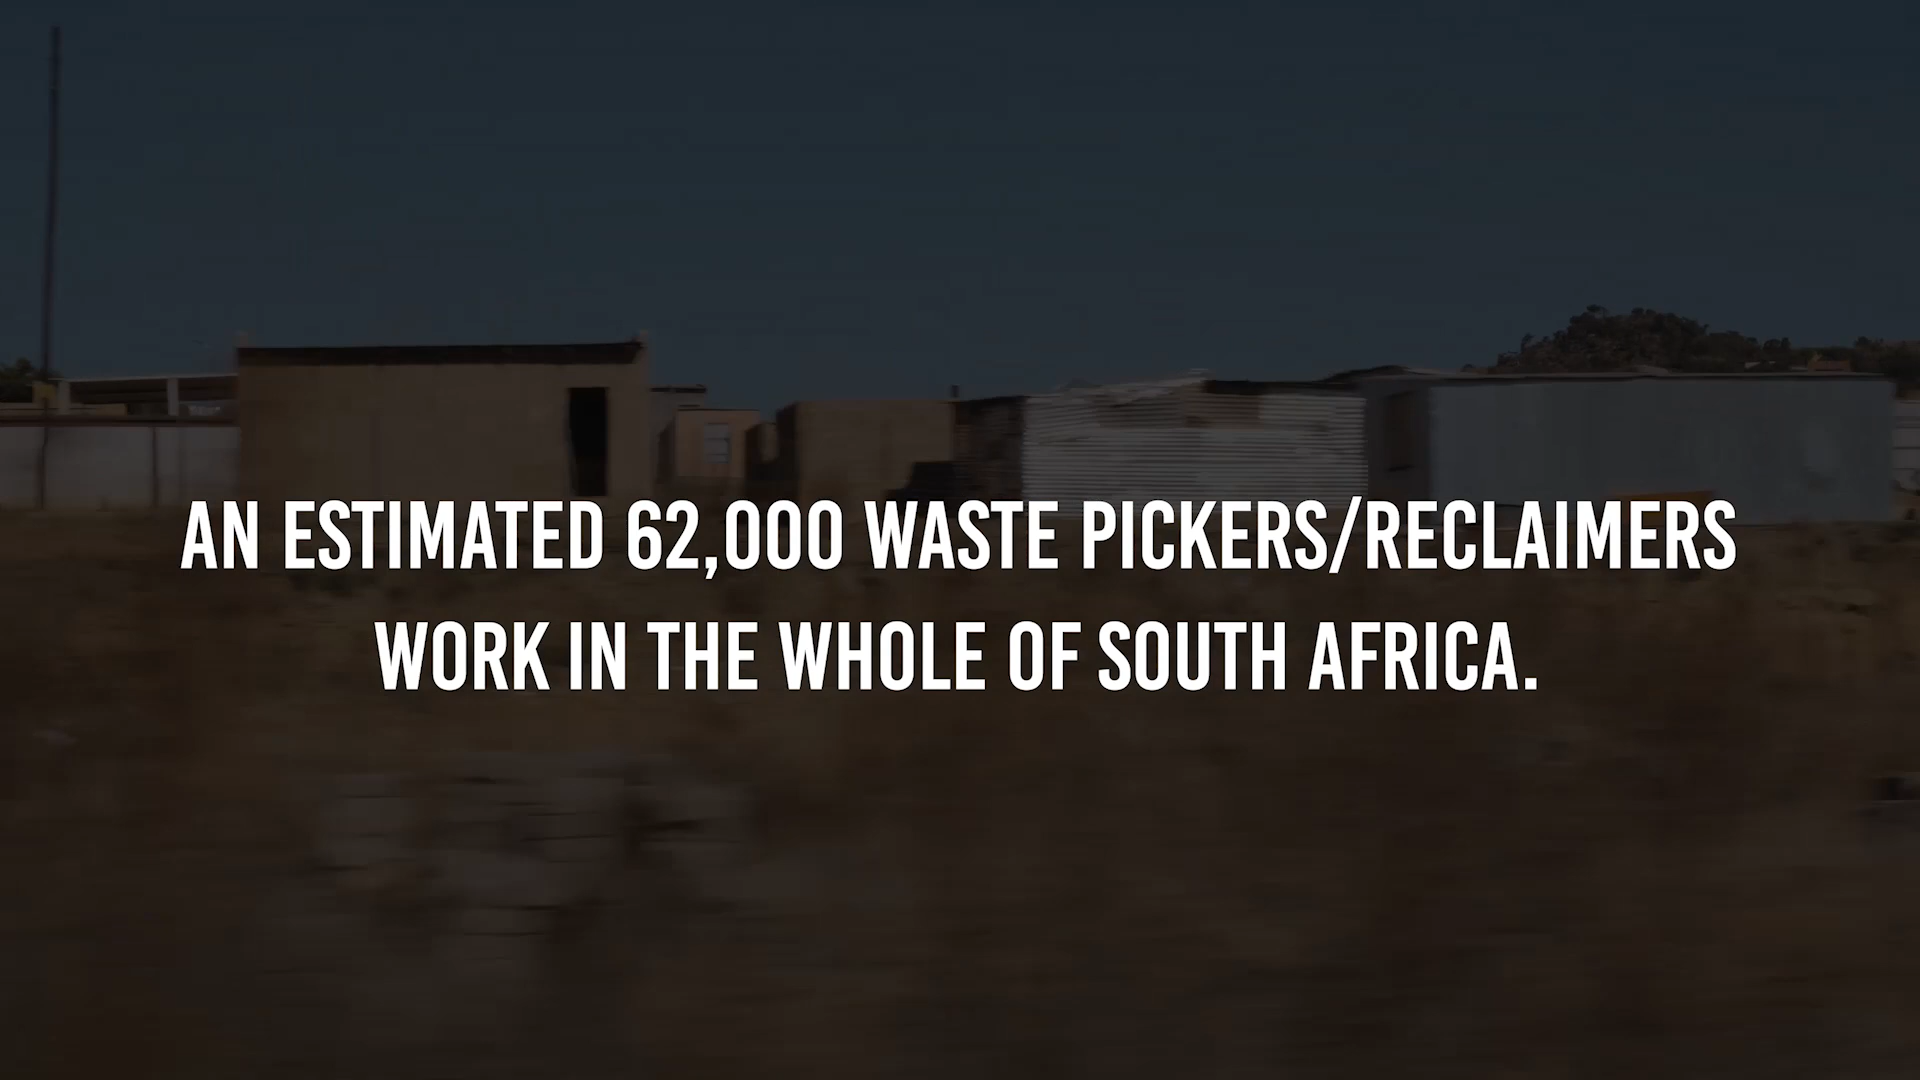 AN ESTIMATED 62,000 WASTE PICKERS/RECLAIMERS
WORK IN THE WHOLE OF SOUTH AFRICA.